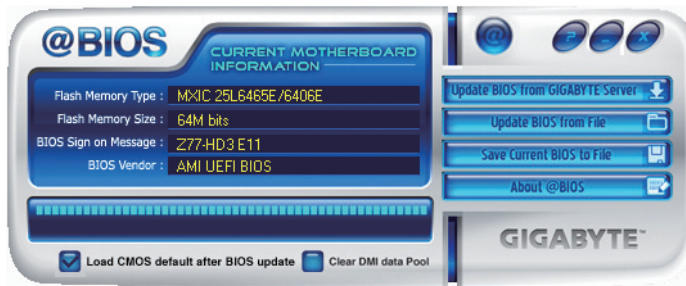 @BIOS
CURRENT MOTHERBOARD
INFORMATION
Flash Memory Type : MXIC 25L6465E/6406E
Flash Memory Size : 64M bits
BIOS Sign on Message : Z77-HD3 E11
BIOS Vendor : AMI UEFI BIOS
Load CMOS default after BIOS update
Clear DMI data Pool
@ ? – X
Update BIOS from GIGABYTE Server
Update BIOS from File
Save Current BIOS to File
About @BIOS
GIGABYTE™